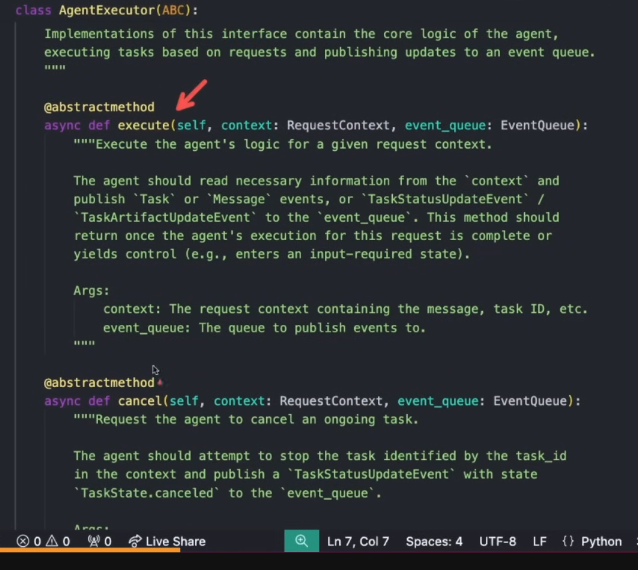 class AgentExecutor(ABC):
Implementations of this interface contain the core logic of the agent,
executing tasks based on requests and publishing updates to an event queue.
"""
@abstractmethod
async def execute(self, context: RequestContext, event_queue: EventQueue):
"""Execute the agent's logic for a given request context.
The agent should read necessary information from the `context` and
publish `Task` or `Message` events, or `TaskStatusUpdateEvent` /
`TaskArtifactUpdateEvent` to the `event_queue`. This method should
return once the agent's execution for this request is complete or
yields control (e.g., enters an input-required state).
Args:
context: The request context containing the message, task ID, etc.
event_queue: The queue to publish events to.
"""
@abstractmethod
async def cancel(self, context: RequestContext, event_queue: EventQueue):
"""Request the agent to cancel an ongoing task.
The agent should attempt to stop the task identified by the task_id
in the context and publish a `TaskStatusUpdateEvent` with state
`TaskState.canceled` to the `event_queue`.
Args:
0 0 0 Live Share Ln 7, Col 7 Spaces: 4 UTF-8 LF {} Python